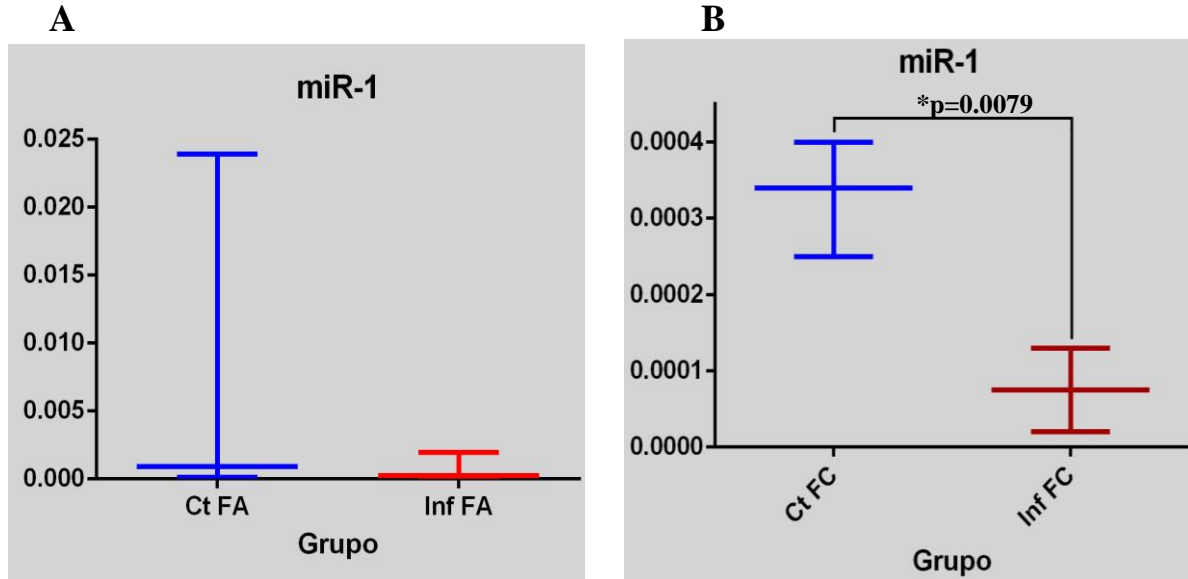 A
miR-1
0.025
0.020
0.015
0.010
0.005
0.000
Ct FA
Inf FA
Grupo
B
miR-1
*p=0.0079
0.0004
0.0003
0.0002
0.0001
0.0000
Ct FC
Inf FC
Grupo